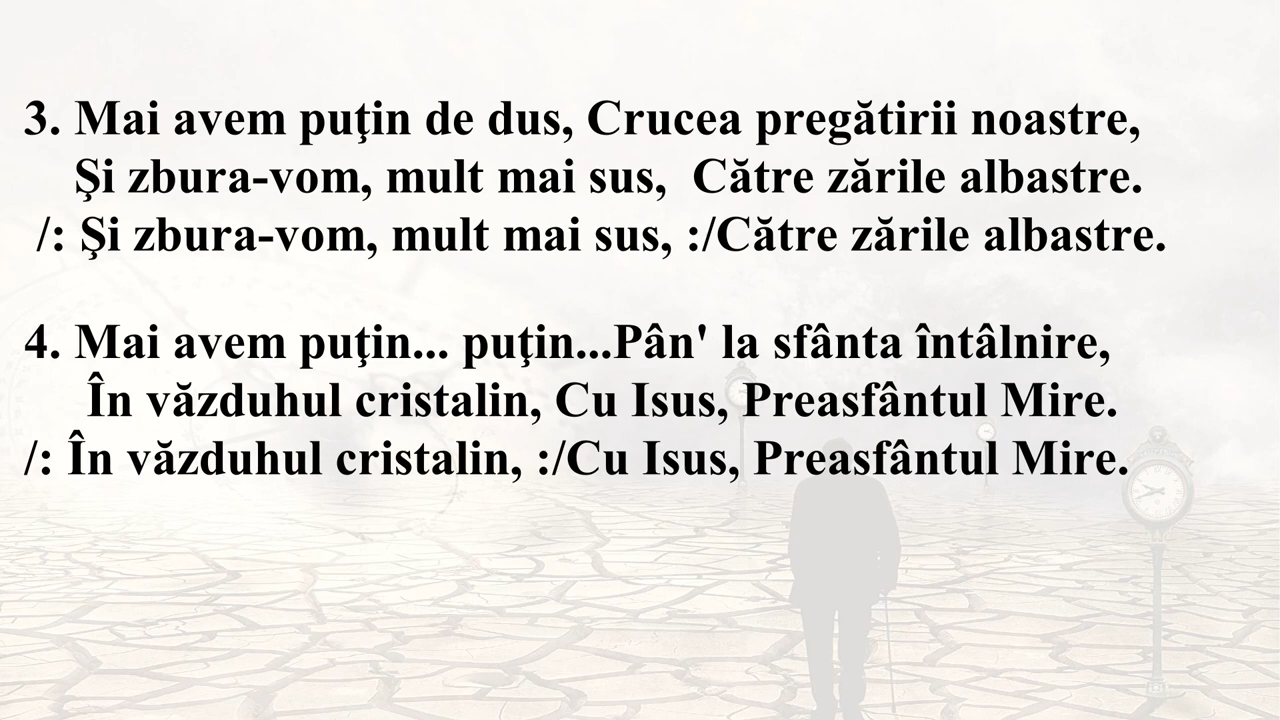 3. Mai avem puţin de dus, Crucea pregătirii noastre,
Şi zbura-vom, mult mai sus, Către zările albastre.
/: Şi zbura-vom, mult mai sus, :/Către zările albastre.
4. Mai avem puţin... puţin...Pân' la sfânta întâlnire,
În văzduhul cristalin, Cu Isus, Preasfântul Mire.
/: În văzduhul cristalin, :/Cu Isus, Preasfântul Mire.